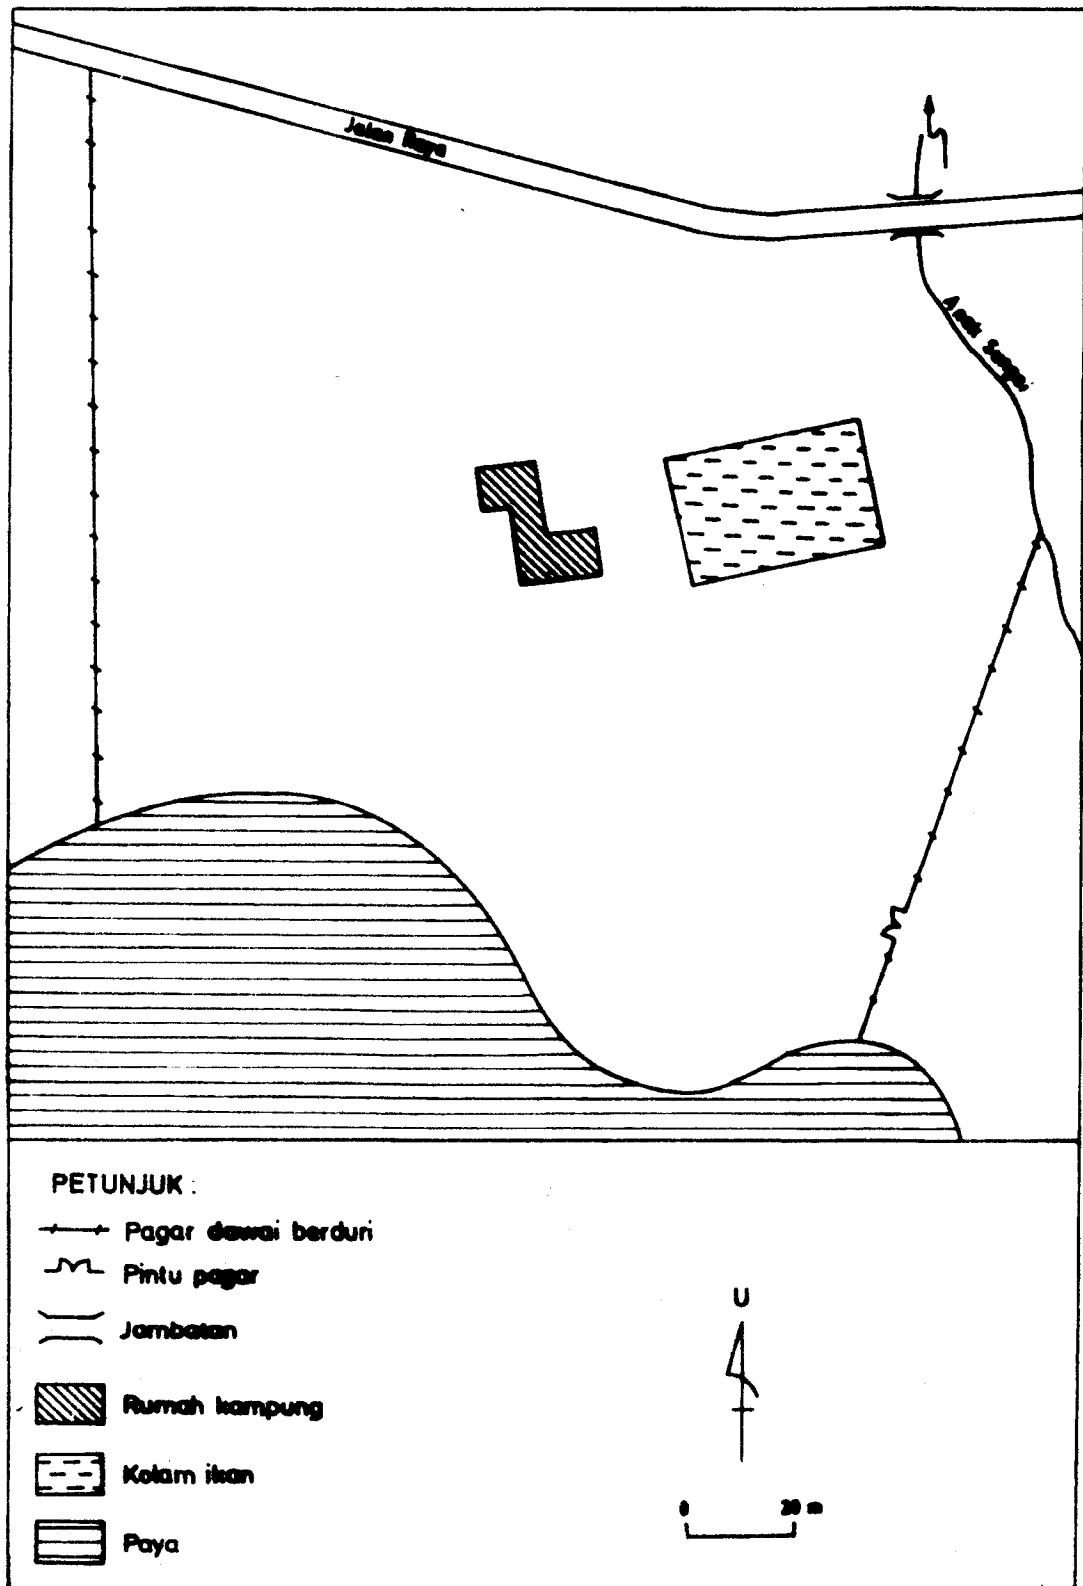 Jalan Raya
Anak Sungai
PETUNJUK :
Pagar dawai berduri
Pintu pagar
Jambatan
Rumah kampung
Kolam ikan
Paya
U
0 20 m